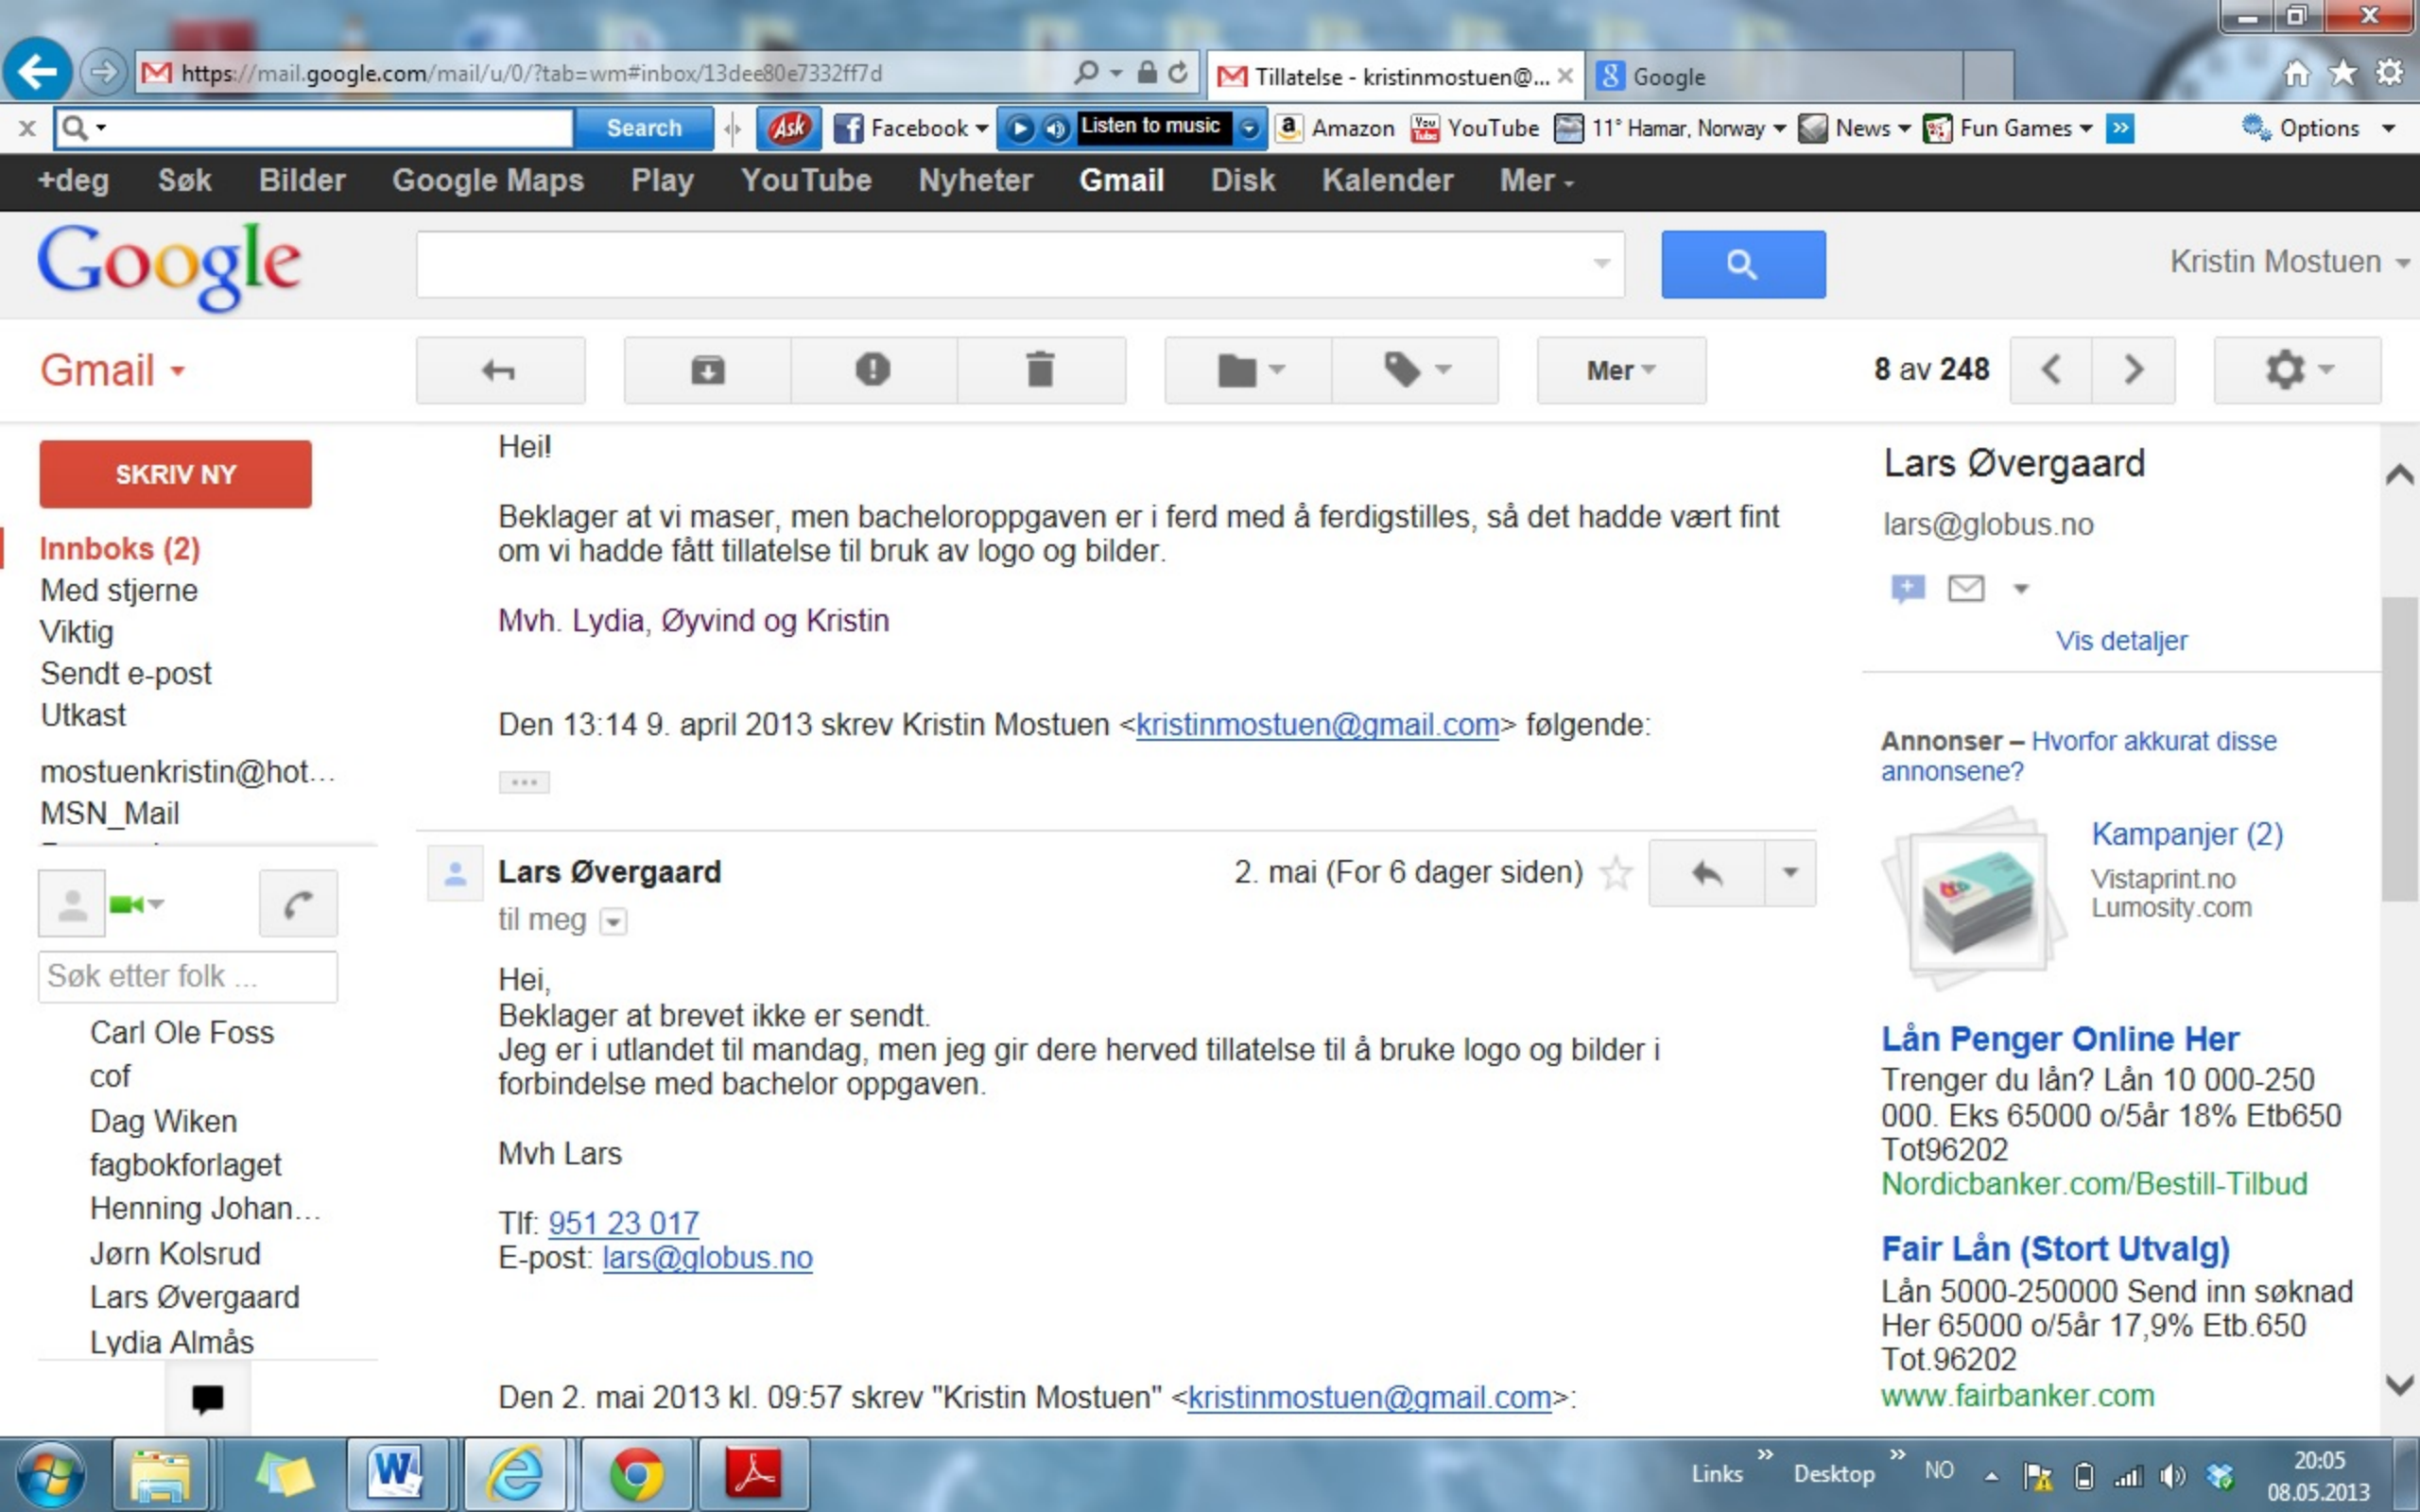 https://mail.google.com/mail/u/0/?tab=wm#inbox/13dee80e7332ff7d
Tillatelse - kristinmostuen@...
Google
Search
Ask
Facebook
Listen to music
Amazon
YouTube
11° Hamar, Norway
News
Fun Games
Options
+deg Søk Bilder Google Maps Play YouTube Nyheter Gmail Disk Kalender Mer
Google
Kristin Mostuen
Gmail
Mer
8 av 248
SKRIV NY
Innboks (2)
Med stjerne
Viktig
Sendt e-post
Utkast
mostuenkristin@hot...
MSN_Mail
Søk etter folk ...
Carl Ole Foss
cof
Dag Wiken
fagbokforlaget
Henning Johan...
Jørn Kolsrud
Lars Øvergaard
Lydia Almås
Hei!
Beklager at vi maser, men bacheloroppgaven er i ferd med å ferdigstilles, så det hadde vært fint
om vi hadde fått tillatelse til bruk av logo og bilder.
Mvh. Lydia, Øyvind og Kristin
Den 13:14 9. april 2013 skrev Kristin Mostuen <kristinmostuen@gmail.com> følgende:
Lars Øvergaard
2. mai (For 6 dager siden)
til meg
Hei,
Beklager at brevet ikke er sendt.
Jeg er i utlandet til mandag, men jeg gir dere herved tillatelse til å bruke logo og bilder i
forbindelse med bachelor oppgaven.
Mvh Lars
Tlf: 951 23 017
E-post: lars@globus.no
Den 2. mai 2013 kl. 09:57 skrev "Kristin Mostuen" <kristinmostuen@gmail.com>:
Lars Øvergaard
lars@globus.no
Vis detaljer
Annonser – Hvorfor akkurat disse
annonsene?
Kampanjer (2)
Vistaprint.no
Lumosity.com
Lån Penger Online Her
Trenger du lån? Lån 10 000-250
000. Eks 65000 o/5år 18% Etb650
Tot96202
Nordicbanker.com/Bestill-Tilbud
Fair Lån (Stort Utvalg)
Lån 5000-250000 Send inn søknad
Her 65000 o/5år 17,9% Etb.650
Tot.96202
www.fairbanker.com
Links
Desktop
NO
20:05
08.05.2013